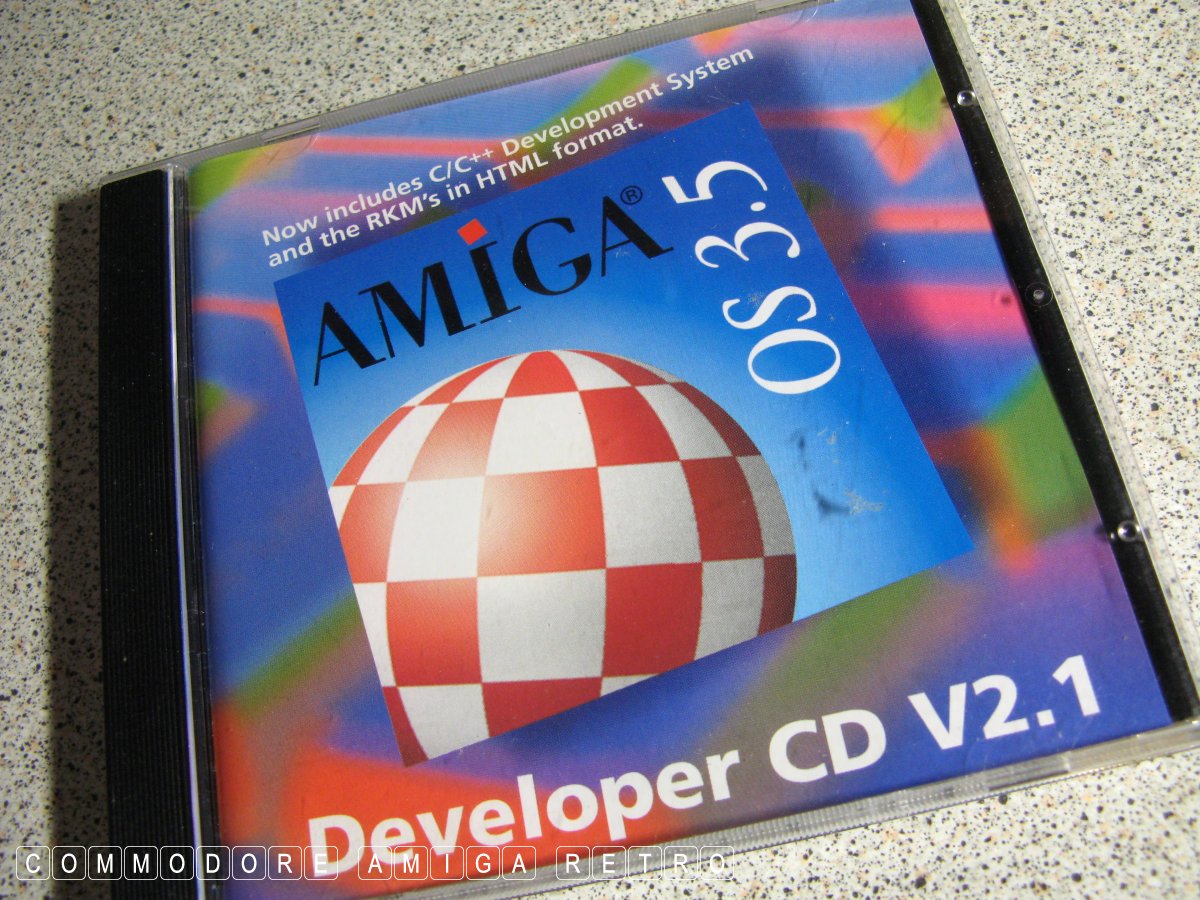 Now includes C/C++ Development System
and the RKM's in HTML format.
AMiGA®
OS 3.5
Developer CD V2.1
COMMODORE AMIGA RETRO